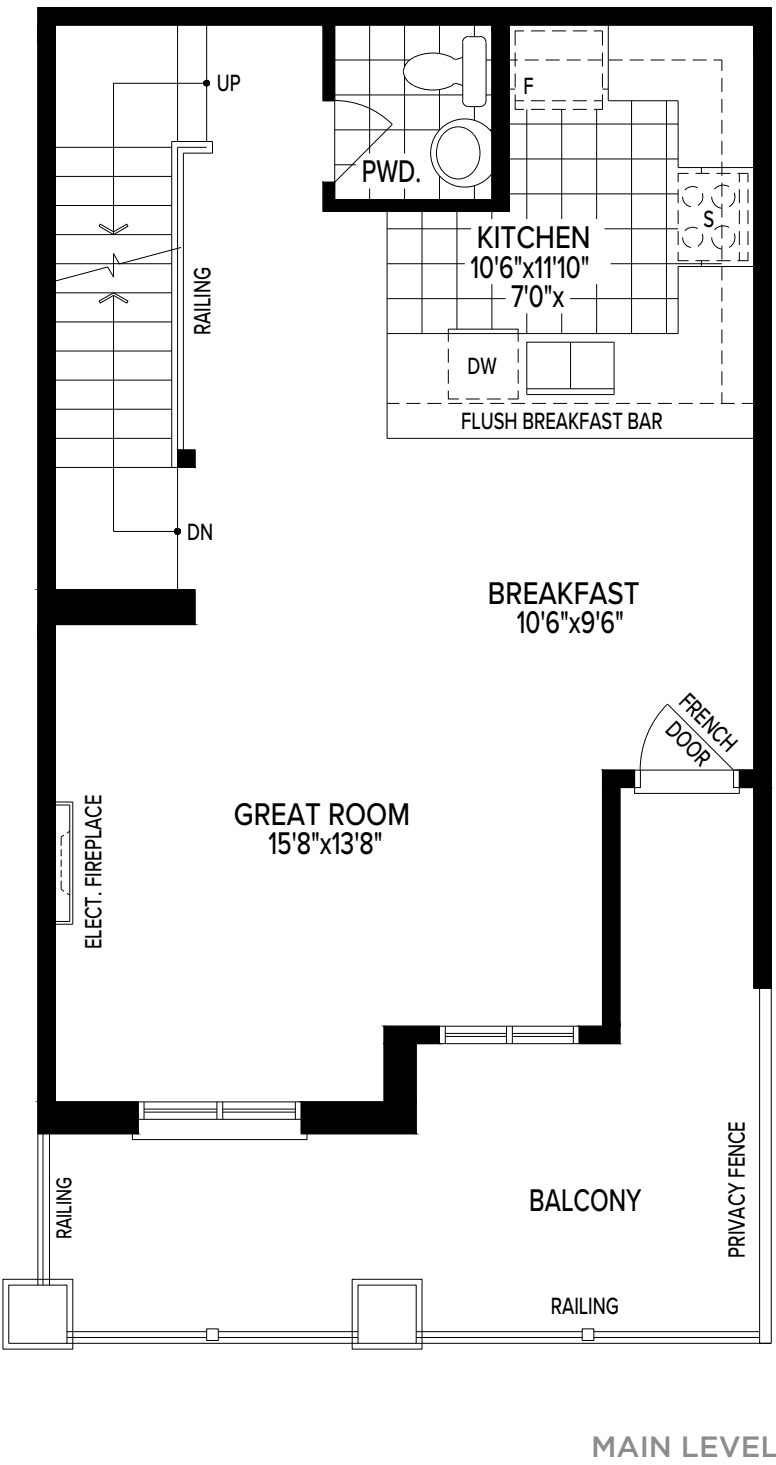 UP
F
PWD.
S
KITCHEN
10'6"x11'10"
7'0"x
RAILING
DW
FLUSH BREAKFAST BAR
DN
BREAKFAST
10'6"x9'6"
FRENCH
DOOR
GREAT ROOM
15'8"x13'8"
ELECT. FIREPLACE
PRIVACY FENCE
RAILING
BALCONY
RAILING
MAIN LEVEL